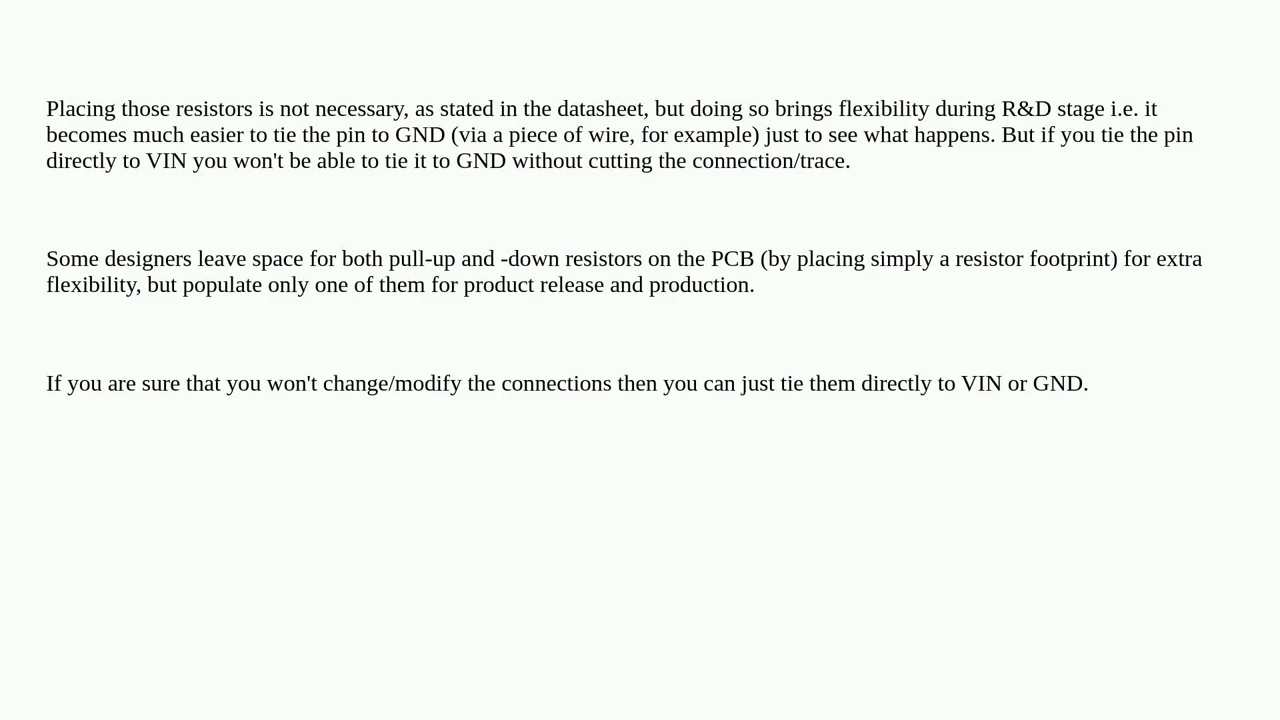 Placing those resistors is not necessary, as stated in the datasheet, but doing so brings flexibility during R&D stage i.e. it
becomes much easier to tie the pin to GND (via a piece of wire, for example) just to see what happens. But if you tie the pin
directly to VIN you won't be able to tie it to GND without cutting the connection/trace.
Some designers leave space for both pull-up and -down resistors on the PCB (by placing simply a resistor footprint) for extra
flexibility, but populate only one of them for product release and production.
If you are sure that you won't change/modify the connections then you can just tie them directly to VIN or GND.